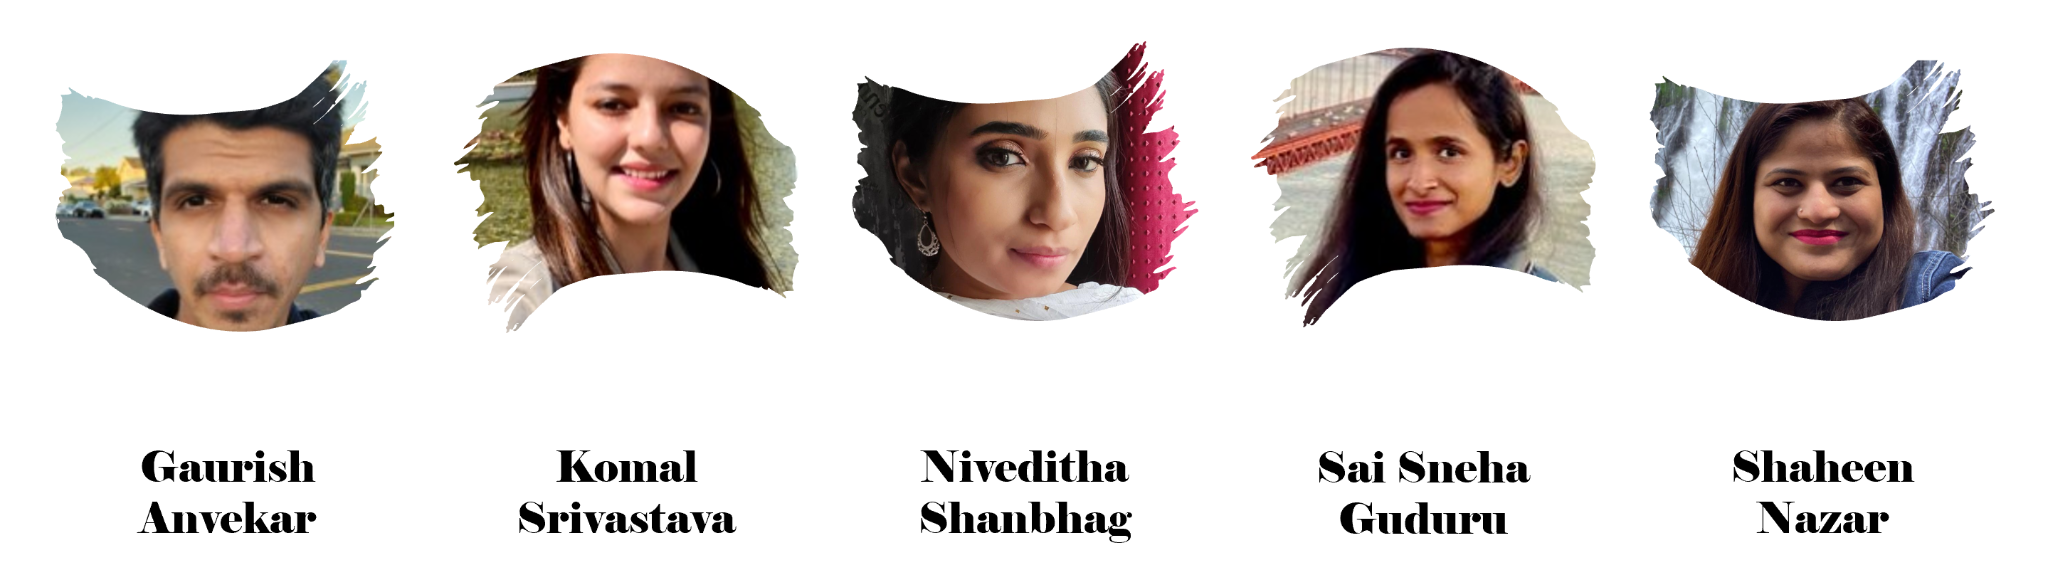 Gaurish
Anvekar
Komal
Srivastava
Niveditha
Shanbhag
Sai Sneha
Guduru
Shaheen
Nazar